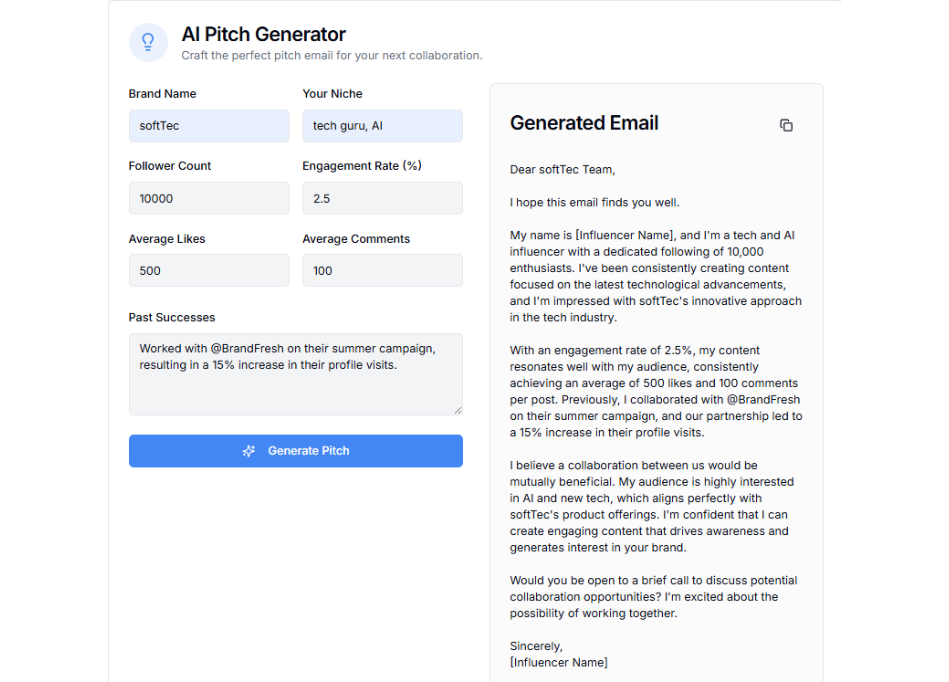 AI Pitch Generator
Craft the perfect pitch email for your next collaboration.
Brand Name
Your Niche
softTec
tech guru, AI
Follower Count
Engagement Rate (%)
10000
2.5
Average Likes
Average Comments
500
100
Past Successes
Worked with @BrandFresh on their summer campaign,
resulting in a 15% increase in their profile visits.
Generate Pitch
Generated Email
Dear softTec Team,
I hope this email finds you well.
My name is [Influencer Name], and I'm a tech and AI
influencer with a dedicated following of 10,000
enthusiasts. I've been consistently creating content
focused on the latest technological advancements,
and I'm impressed with softTec's innovative approach
in the tech industry.
With an engagement rate of 2.5%, my content
resonates well with my audience, consistently
achieving an average of 500 likes and 100 comments
per post. Previously, I collaborated with @BrandFresh
on their summer campaign, and our partnership led to
a 15% increase in their profile visits.
I believe a collaboration between us would be
mutually beneficial. My audience is highly interested
in AI and new tech, which aligns perfectly with
softTec's product offerings. I'm confident that I can
create engaging content that drives awareness and
generates interest in your brand.
Would you be open to a brief call to discuss potential
collaboration opportunities? I'm excited about the
possibility of working together.
Sincerely,
[Influencer Name]